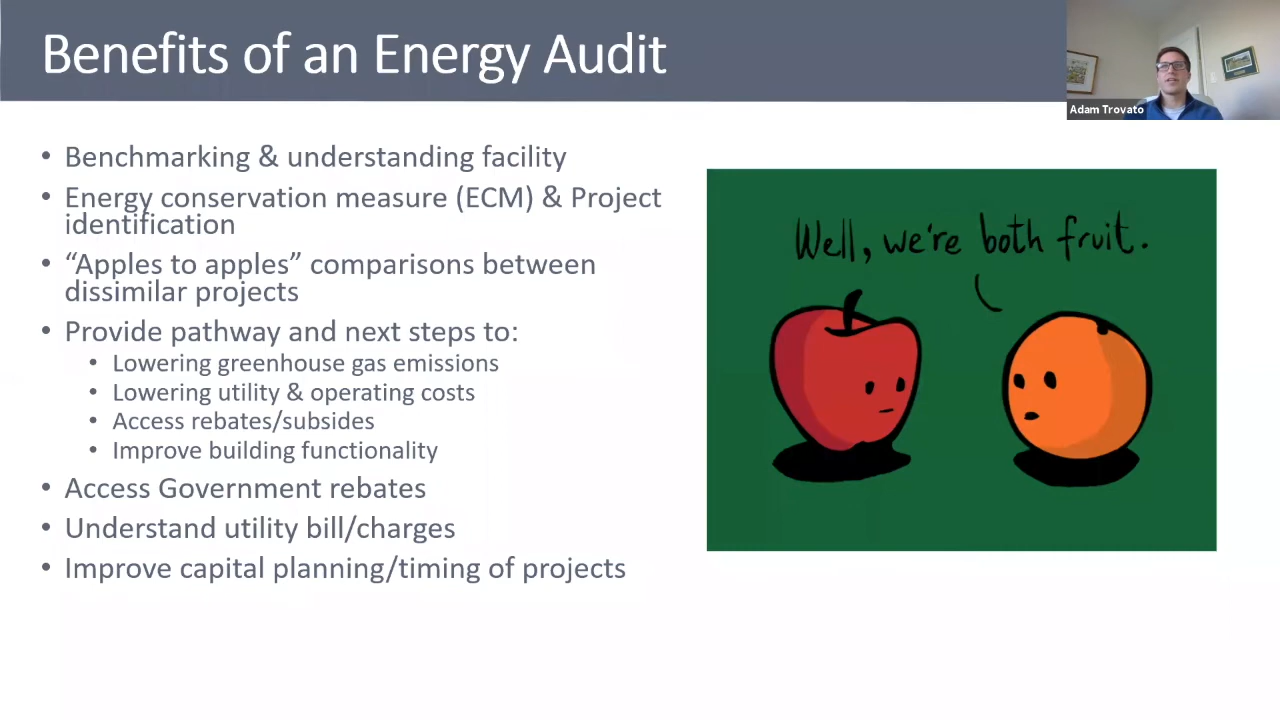 Benefits of an Energy Audit
Adam Trovato
• Benchmarking & understanding facility
• Energy conservation measure (ECM) & Project
identification
• “Apples to apples” comparisons between
dissimilar projects
• Provide pathway and next steps to:
• Lowering greenhouse gas emissions
• Lowering utility & operating costs
• Access rebates/subsides
• Improve building functionality
• Access Government rebates
• Understand utility bill/charges
• Improve capital planning/timing of projects
Well, we're both fruit.